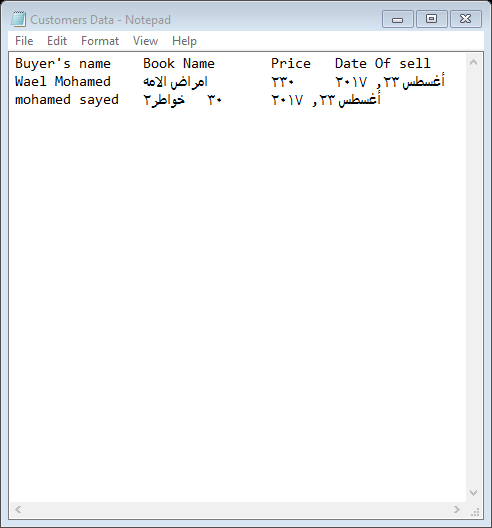 Customers Data - Notepad
File Edit Format View Help
Buyer's name Book Name Price Date Of sell
Wael Mohamed امراض الامه ٢٣٠ أغسطس ٢٣, ٢٠١٧
mohamed sayed خواطر٢ ٣٠ أغسطس ٢٣, ٢٠١٧